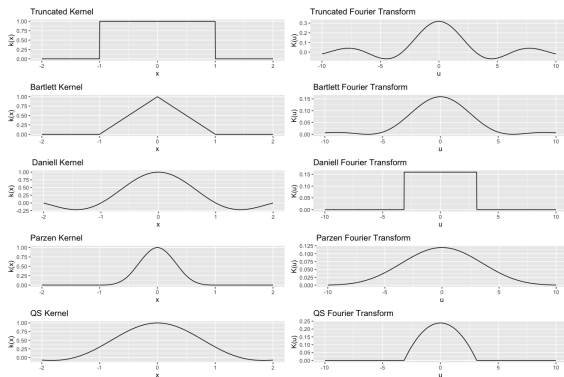 Truncated Kernel
k(x)
1.00
0.75
0.50
0.25
0.00
-2 -1 0 1 2
x
Truncated Fourier Transform
K(u)
0.3
0.2
0.1
0.0
-10 -5 0 5 10
u
Bartlett Kernel
k(x)
1.00
0.75
0.50
0.25
0.00
-2 -1 0 1 2
x
Bartlett Fourier Transform
K(u)
0.15
0.10
0.05
0.00
-10 -5 0 5 10
u
Daniell Kernel
k(x)
1.00
0.75
0.50
0.25
0.00
-0.25
-2 -1 0 1 2
x
Daniell Fourier Transform
K(u)
0.15
0.10
0.05
0.00
-10 -5 0 5 10
u
Parzen Kernel
k(x)
1.00
0.75
0.50
0.25
0.00
-2 -1 0 1 2
x
Parzen Fourier Transform
K(u)
0.125
0.100
0.075
0.050
0.025
0.000
-10 -5 0 5 10
u
QS Kernel
k(x)
1.00
0.75
0.50
0.25
0.00
-2 -1 0 1 2
x
QS Fourier Transform
K(u)
0.25
0.20
0.15
0.10
0.05
0.00
-10 -5 0 5 10
u